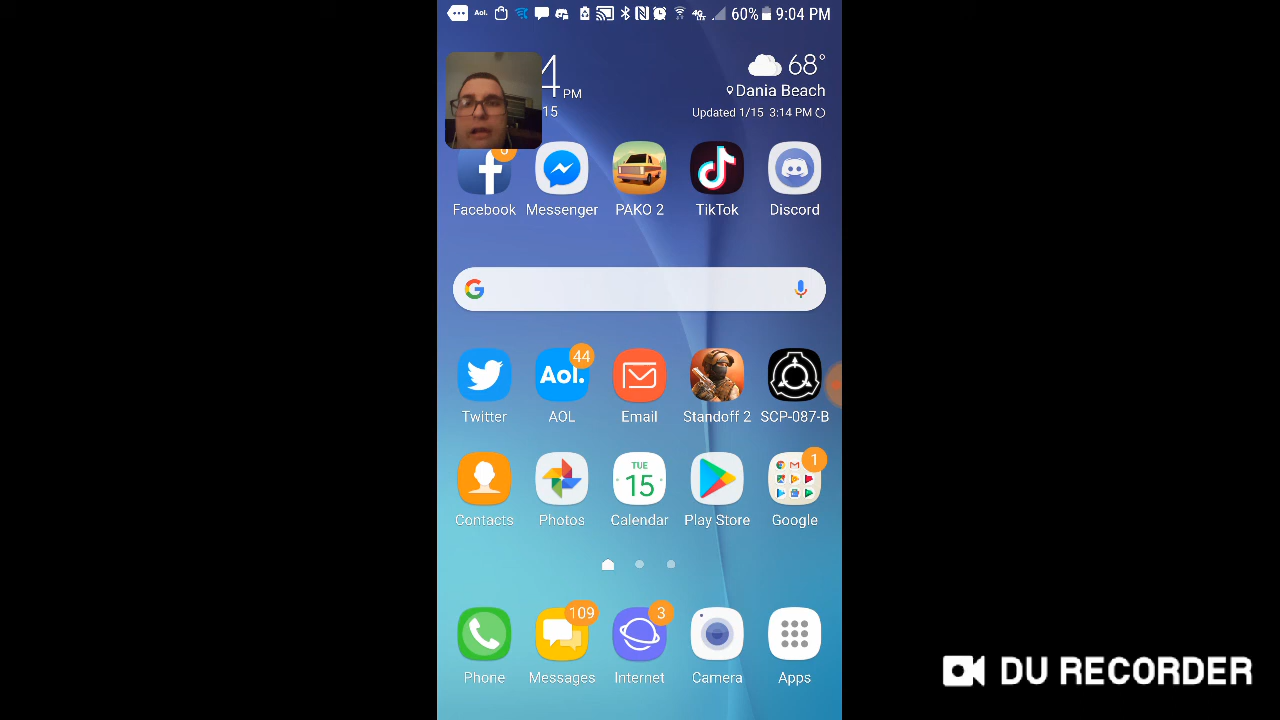 Aol. 4G 60% 9:04 PM
4 PM
15
68°
Dania Beach
Updated 1/15 3:14 PM
Facebook Messenger PAKO 2 TikTok Discord
G
44
Aol.
Twitter AOL Email Standoff 2 SCP-087-B
TUE
15
1
Contacts Photos Calendar Play Store Google
109 3
Phone Messages Internet Camera Apps
DU RECORDER